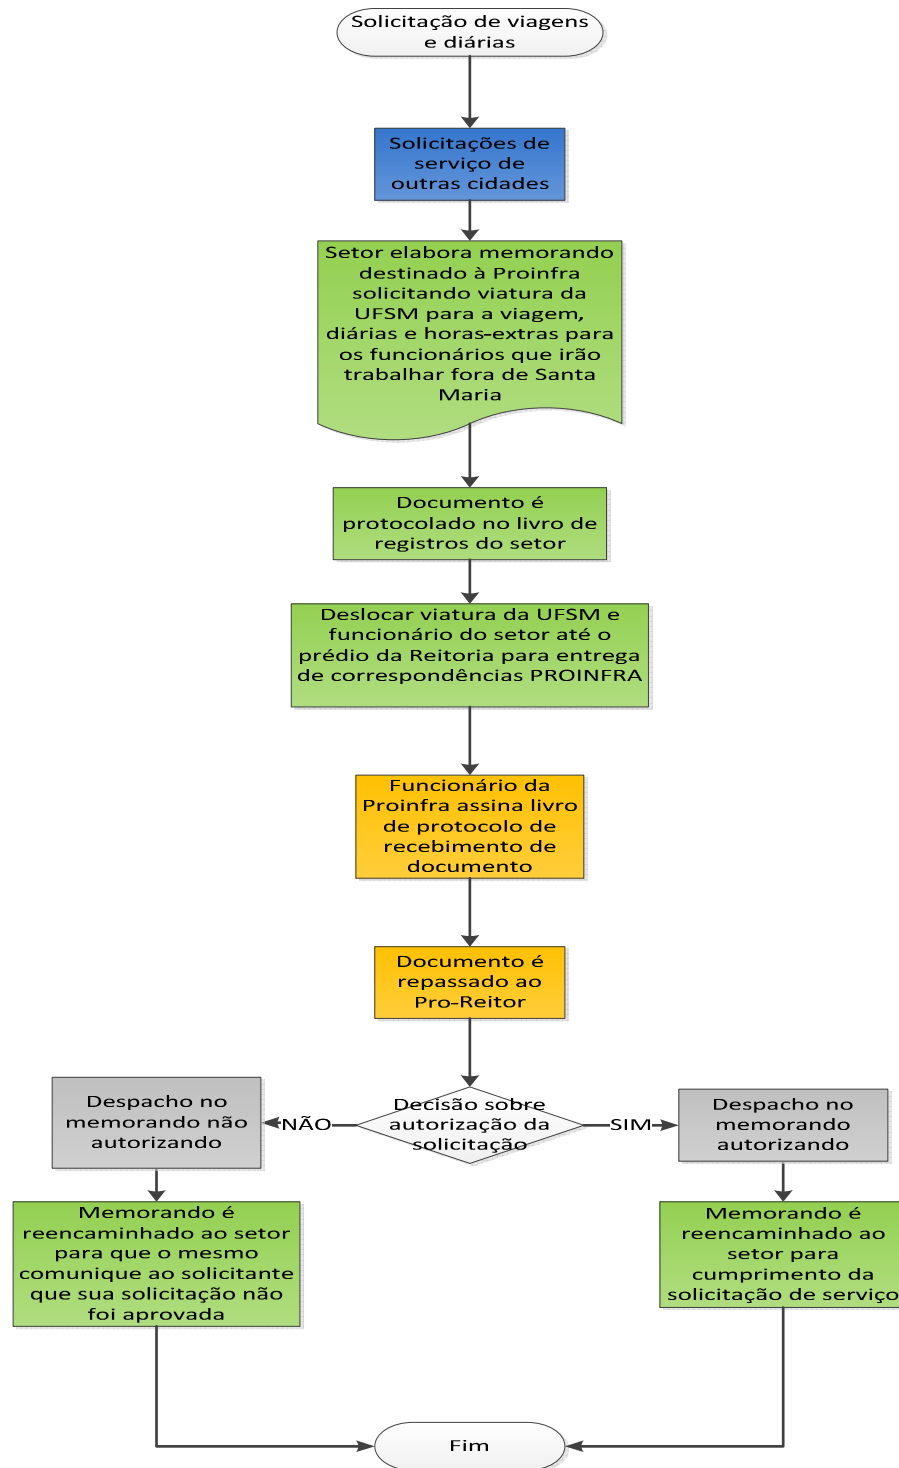 Solicitação de viagens
e diárias
Solicitações de
serviço de
outras cidades
Setor elabora memorando
destinado à Proinfra
solicitando viatura da
UFSM para a viagem,
diárias e horas-extras para
os funcionários que irão
trabalhar fora de Santa
Maria
Documento é
protocolado no livro de
registros do setor
Deslocar viatura da UFSM e
funcionário do setor até o
prédio da Reitoria para entrega
de correspondências PROINFRA
Funcionário da
Proinfra assina livro
de protocolo de
recebimento de
documento
Documento é
repassado ao
Pro-Reitor
Decisão sobre
autorização da
solicitação
NÃO
SIM
Despacho no
memorando não
autorizando
Despacho no
memorando
autorizando
Memorando é
reencaminhado ao setor
para que o mesmo
comunique ao solicitante
que sua solicitação não
foi aprovada
Memorando é
reencaminhado ao
setor para
cumprimento da
solicitação de serviço
Fim